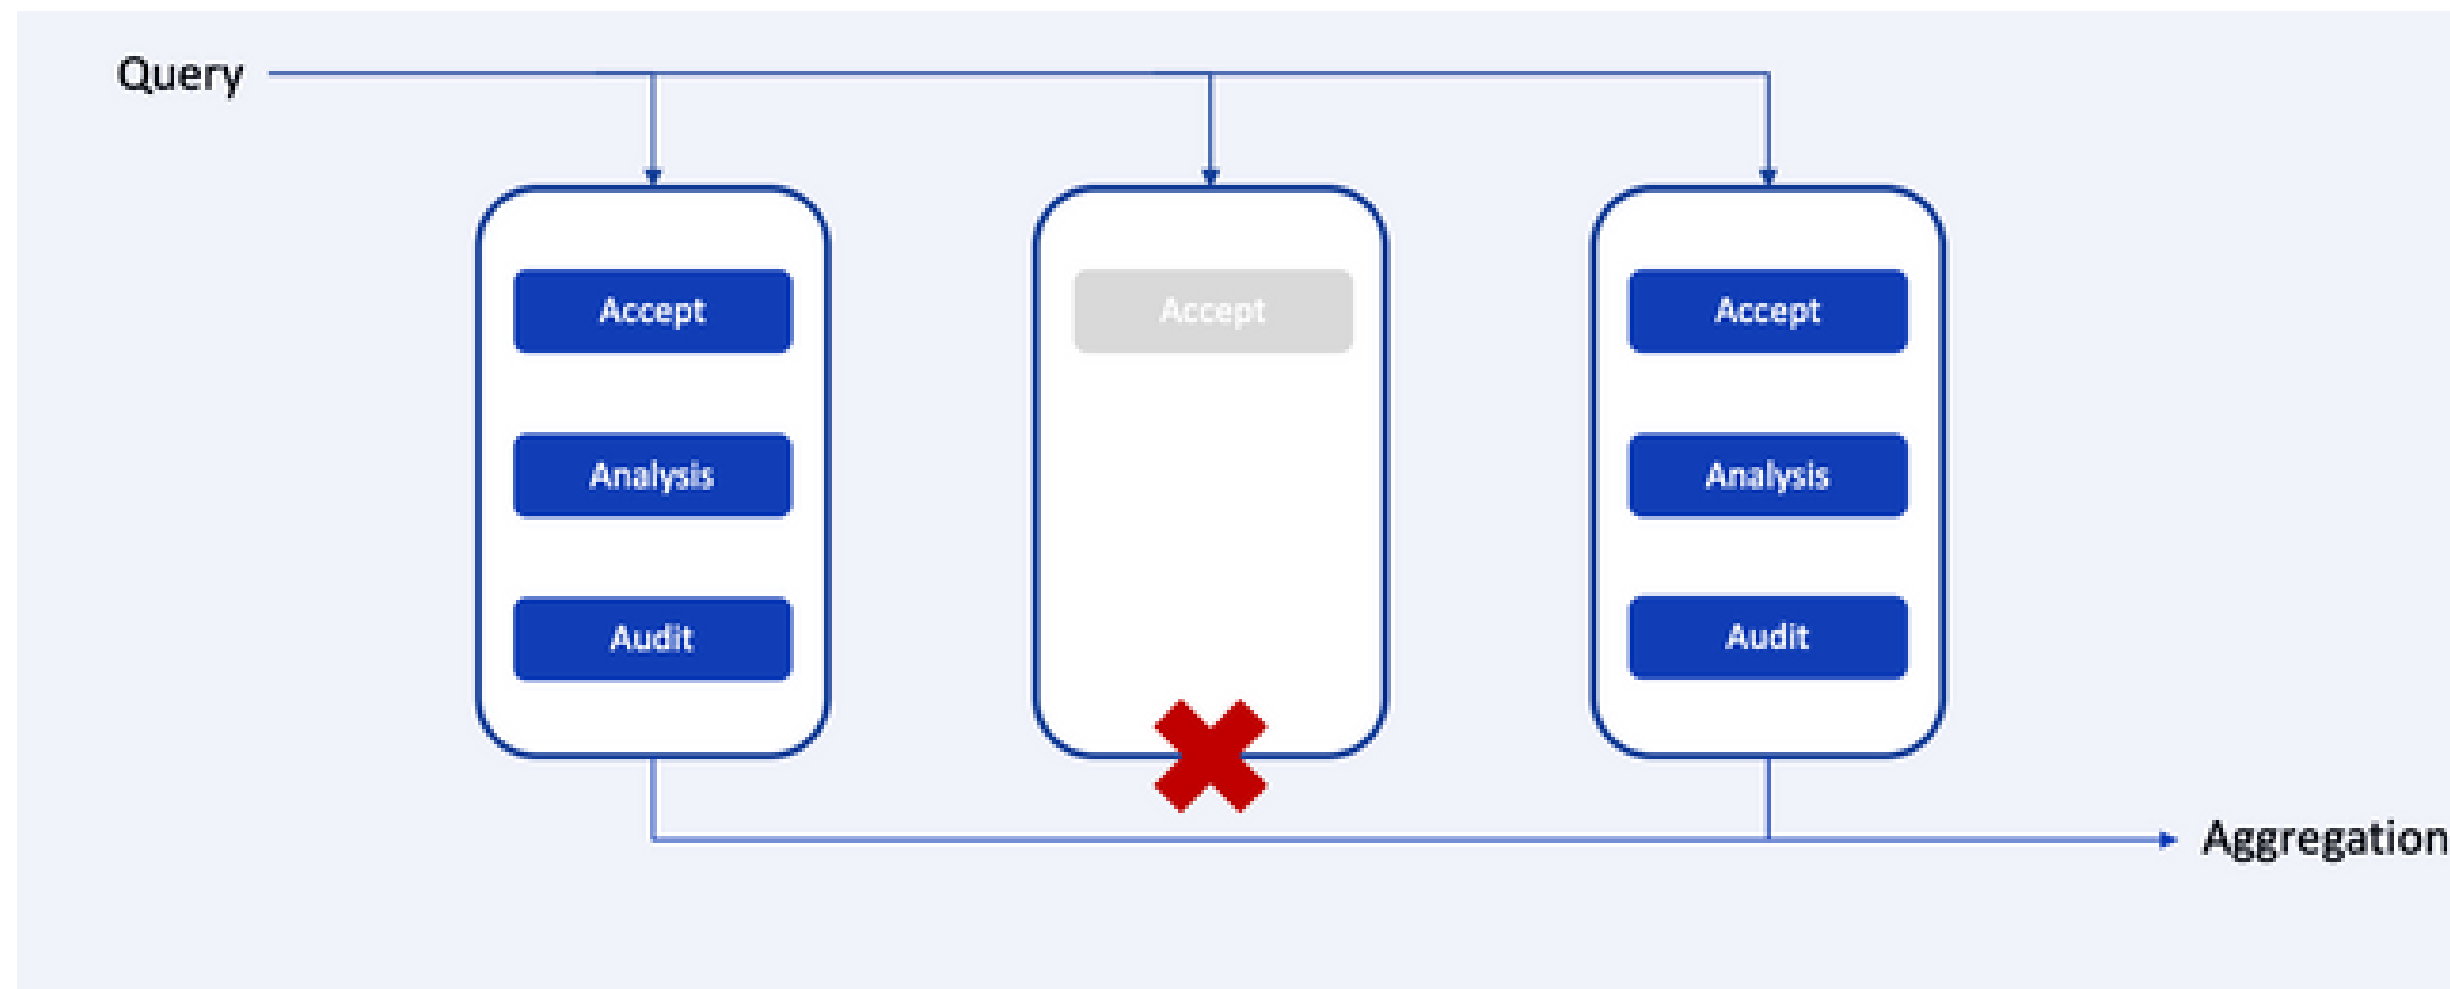 Query
Accept
Analysis
Audit
Accept
Accept
Analysis
Audit
Aggregation